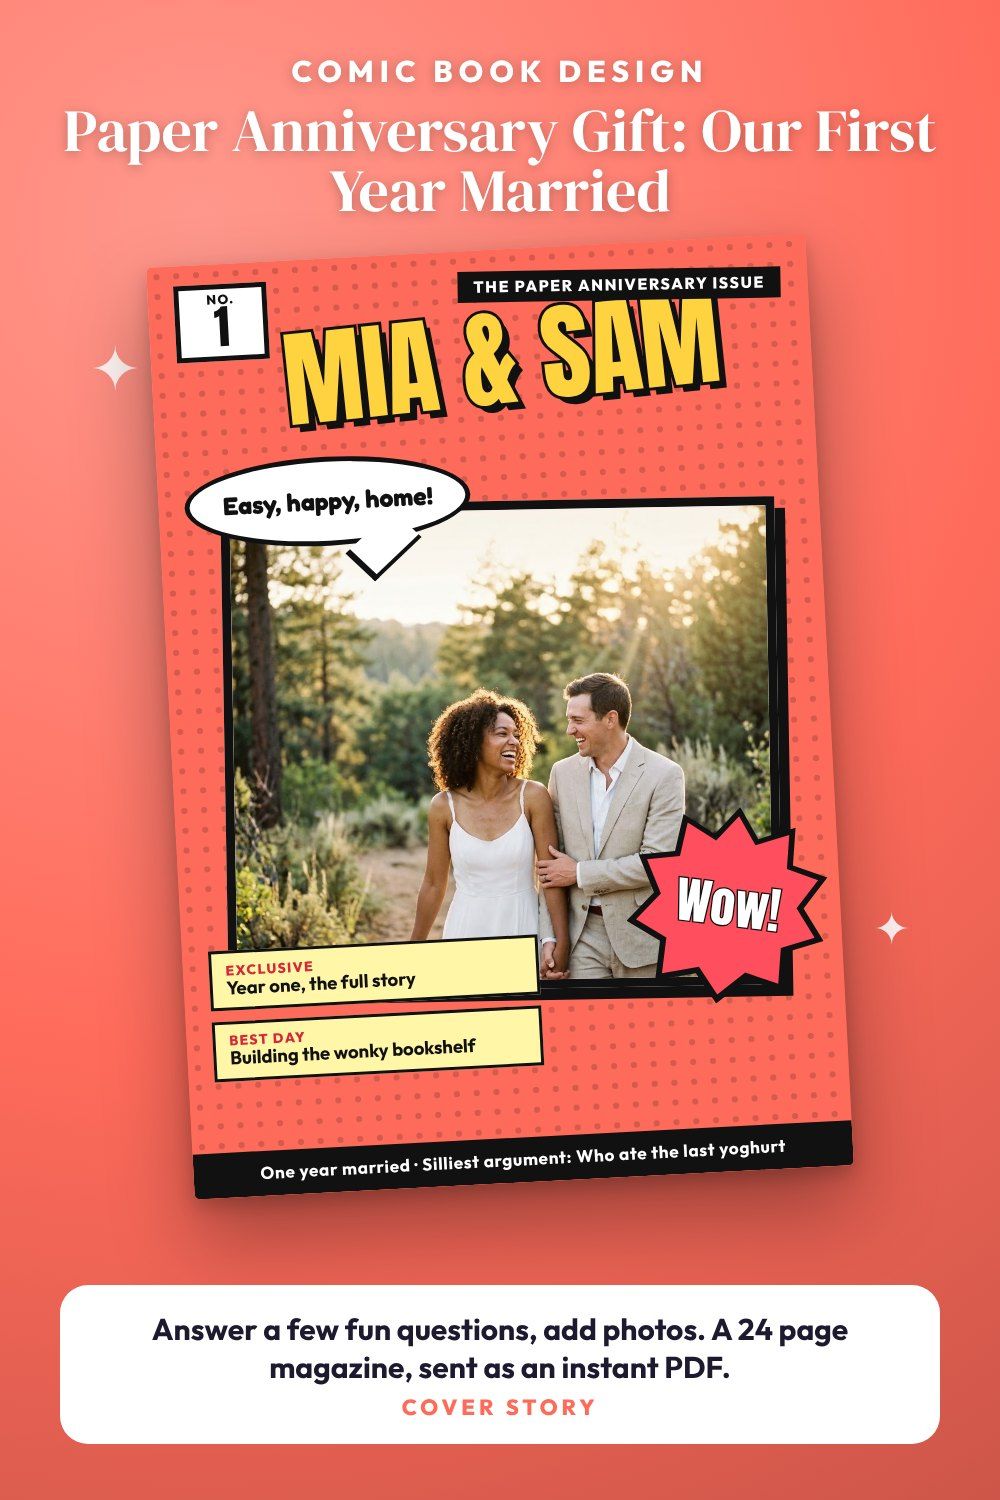 COMIC BOOK DESIGN
Paper Anniversary Gift: Our First
Year Married
NO.
1
THE PAPER ANNIVERSARY ISSUE
MIA & SAM
Easy, happy, home!
Wow!
EXCLUSIVE
Year one, the full story
BEST DAY
Building the wonky bookshelf
One year married · Silliest argument: Who ate the last yoghurt
Answer a few fun questions, add photos. A 24 page
magazine, sent as an instant PDF.
COVER STORY